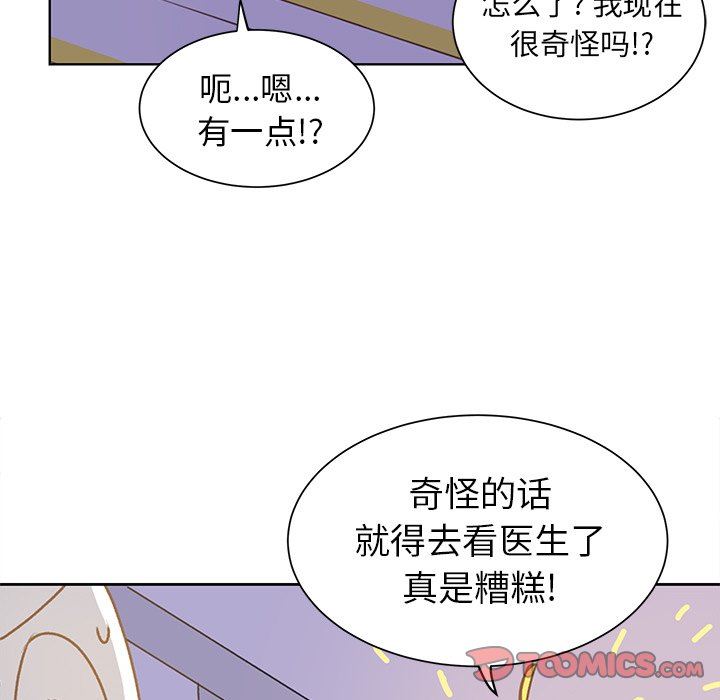 怎么了?我现在
很奇怪吗!?
呃...嗯...
有一点!?
奇怪的话
就得去看医生了
真是糟糕!
DTCOMICS.COM